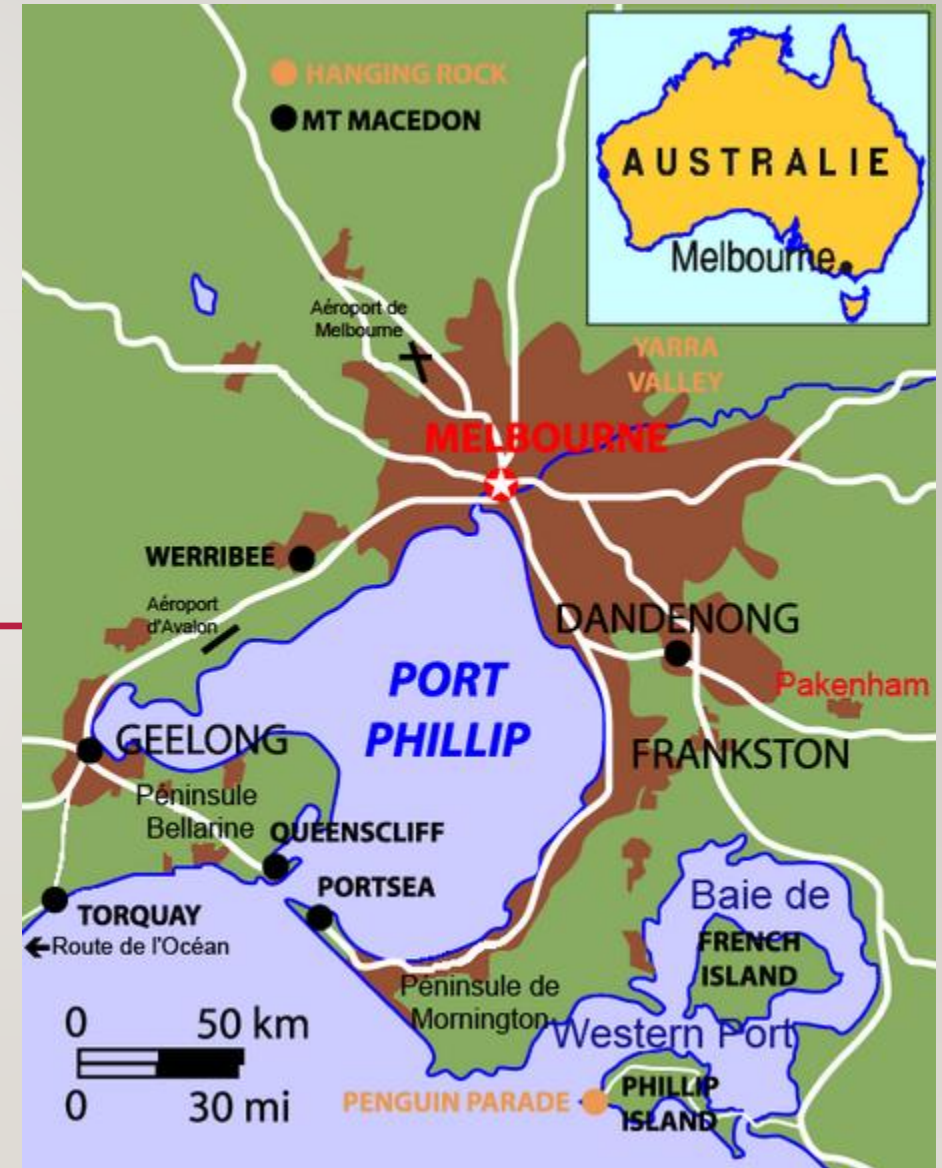 HANGING ROCK
MT MACEDON
AUSTRALIE
Melbourne
Aéroport de
Melbourne
YARRA
VALLEY
MELBOURNE
WERRIBEE
Aéroport
d'Avalon
DANDENONG
PORT
PHILLIP
Pakenham
GEELONG
FRANKSTON
Péninsule
Bellarine
QUEENSCLIFF
PORTSEA
TORQUAY
Route de l'Océan
Baie de
FRENCH
ISLAND
Péninsule de
Mornington
Western Port
0 50 km
0 30 mi
PENGUIN PARADE
PHILLIP
ISLAND